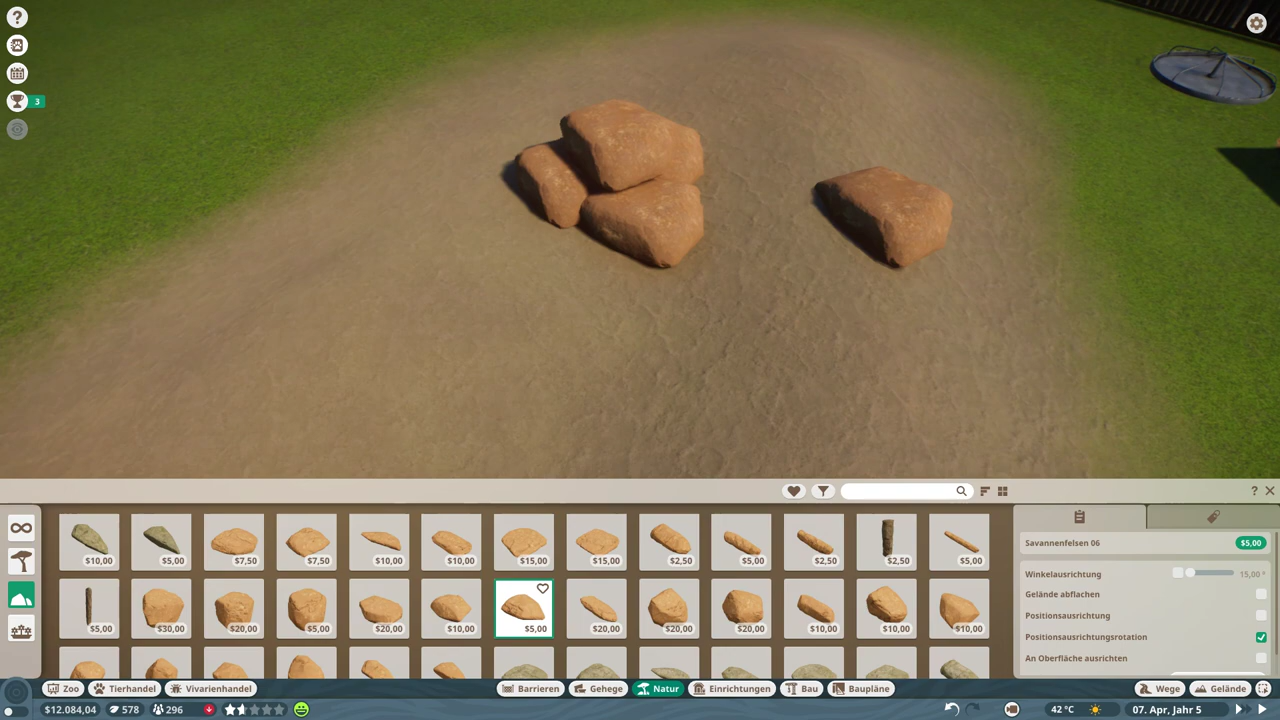 ?
3
?
$10,00 $5,00 $7,50 $7,50 $10,00 $10,00 $15,00 $15,00 $2,50 $5,00 $2,50 $2,50 $5,00
$5,00 $30,00 $20,00 $5,00 $20,00 $10,00 $5,00 $20,00 $20,00 $20,00 $10,00 $10,00 $10,00
Savannenfelsen 06 $5,00
Winkelausrichtung 15,00 °
Gelände abflachen
Positionsausrichtung
Positionsausrichtungsrotation
An Oberfläche ausrichten
Zoo Tierhandel Vivarienhandel Barrieren Gehege Natur Einrichtungen Bau Baupläne Wege Gelände
$12.084,04 578 296 42 °C 07. Apr, Jahr 5